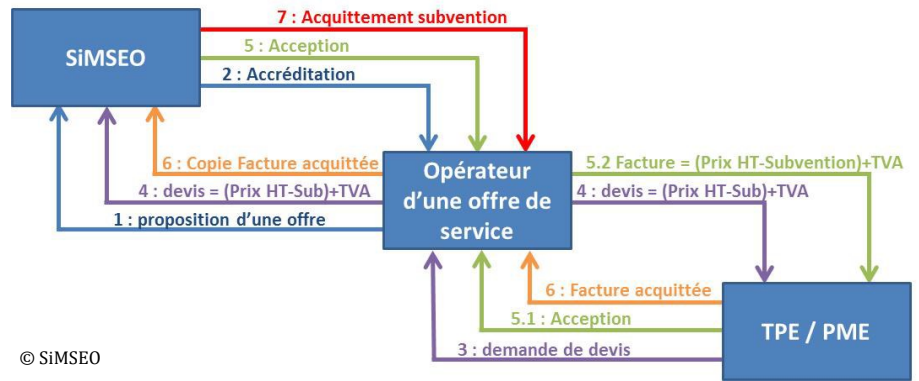 7 : Acquittement subvention
5 : Acception
2 : Accréditation
SiMSEO
6 : Copie Facture acquittée
4 : devis = (Prix HT-Sub)+TVA
1 : proposition d’une offre
Opérateur
d’une offre de
service
5.2 Facture = (Prix HT-Subvention)+TVA
4 : devis = (Prix HT-Sub)+TVA
6 : Facture acquittée
5.1 : Acception
3 : demande de devis
TPE / PME
© SiMSEO